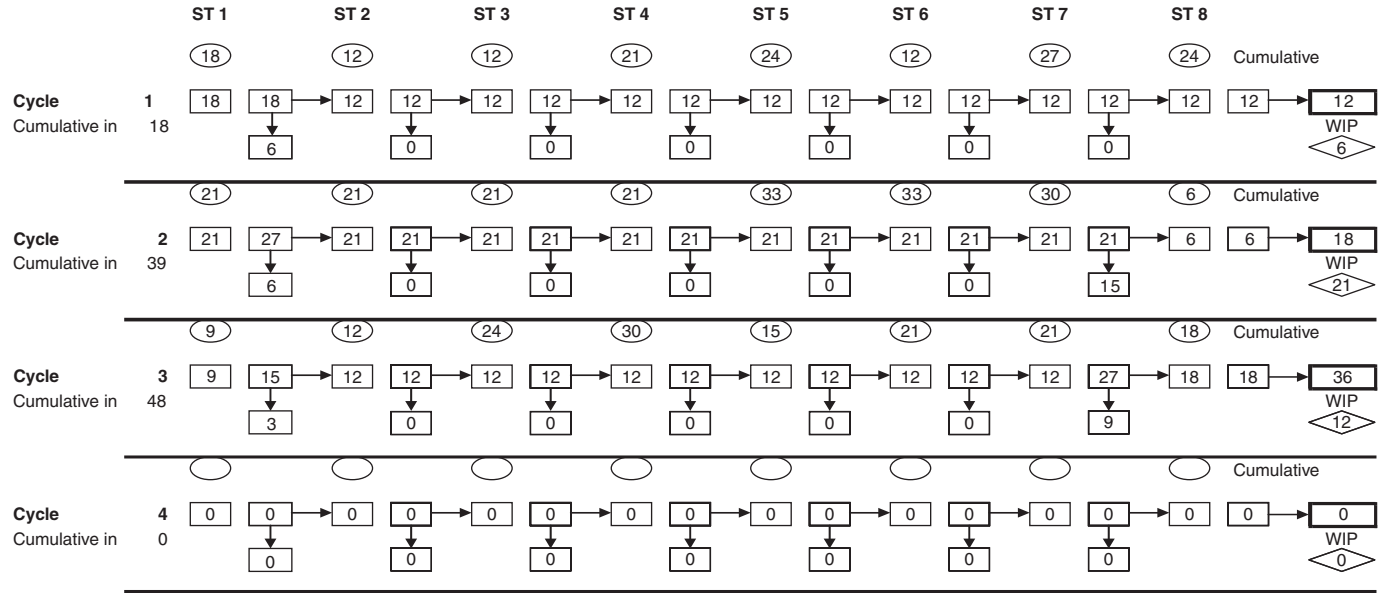 ST 1 ST 2 ST 3 ST 4 ST 5 ST 6 ST 7 ST 8
18 12 12 21 24 12 27 24 Cumulative
Cycle 1 18 18 12 12 12 12 12 12 12 12 12 12 12 12 12 12 12
Cumulative in 18 WIP
6 0 0 0 0 0 0 6
21 21 21 21 33 33 30 6 Cumulative
Cycle 2 21 27 21 21 21 21 21 21 21 21 21 21 21 21 6 6 18
Cumulative in 39 WIP
6 0 0 0 0 0 15 21
9 12 24 30 15 21 21 18 Cumulative
Cycle 3 9 15 12 12 12 12 12 12 12 12 12 12 12 27 18 18 36
Cumulative in 48 WIP
3 0 0 0 0 0 9 12
Cumulative
Cycle 4 0 0 0 0 0 0 0 0 0 0 0 0 0 0 0 0 0
Cumulative in 0 WIP
0 0 0 0 0 0 0 0